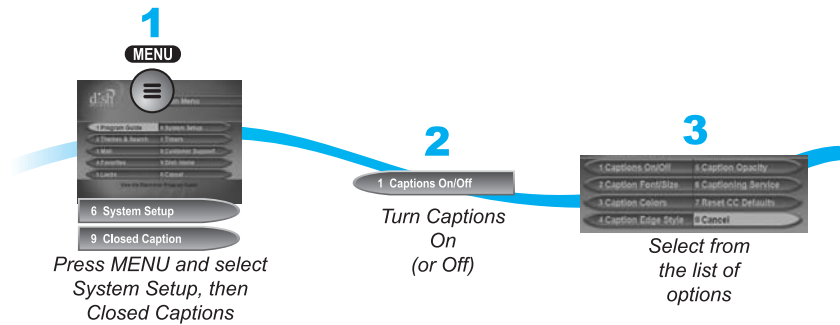 1
MENU
dish
Main Menu
1 Program Guide 6 System Setup
2 Themes & Search 7 Timers
3 Mail 8 Customer Support
4 Favorites 9 Dish Home
5 Locks 0 Cancel
6 System Setup
9 Closed Caption
Press MENU and select
System Setup, then
Closed Captions
2
1 Captions On/Off
Turn Captions
On
(or Off)
3
1 Captions On/Off 5 Caption Opacity
2 Caption Font/Size 6 Captioning Service
3 Caption Colors 7 Reset CC Defaults
4 Caption Edge Style 0 Cancel
Select from
the list of
options